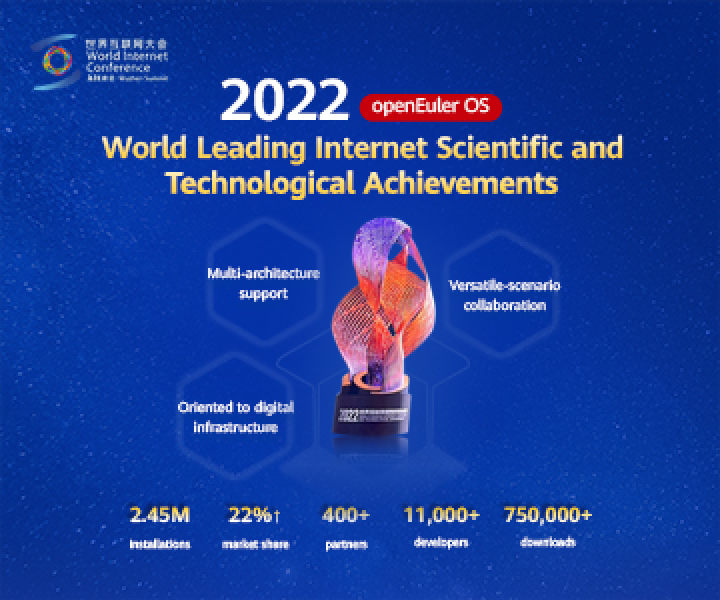 世界互联网大会
World Internet
Conference
Wuzhen Summit
2022 openEuler OS
World Leading Internet Scientific and
Technological Achievements
Multi-architecture
support
Versatile-scenario
collaboration
Oriented to digital
infrastructure
2022
2.45M 22%↑ 400+ 11,000+ 750,000+
installations market share partners developers downloads